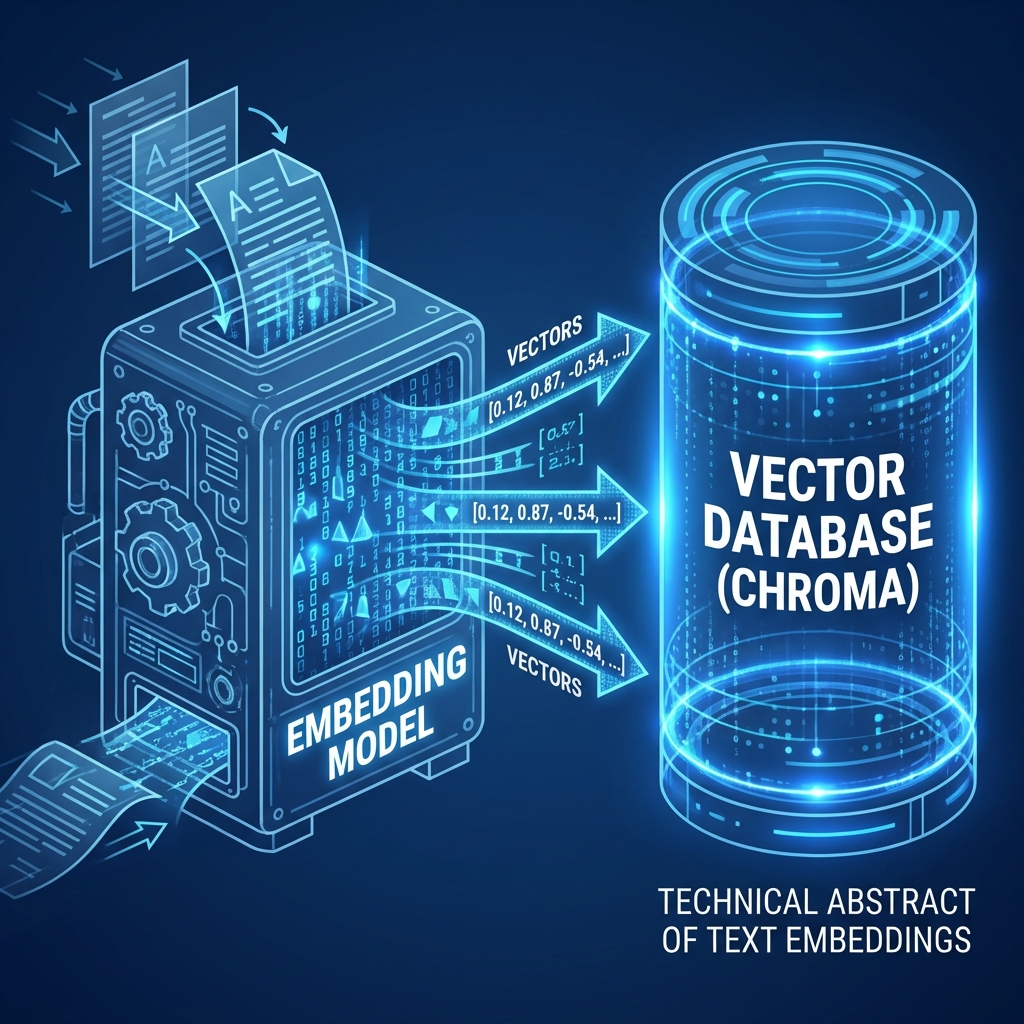 A
A
VECTORS
[0.12, 0.87, -0.54, ...]
[0.12, 0.87, -0.54, ...]
[0.12, 0.87, -0.54, ...]
VECTORS
EMBEDDING
MODEL
VECTOR
DATABASE
(CHROMA)
TECHNICAL ABSTRACT
OF TEXT EMBEDDINGS